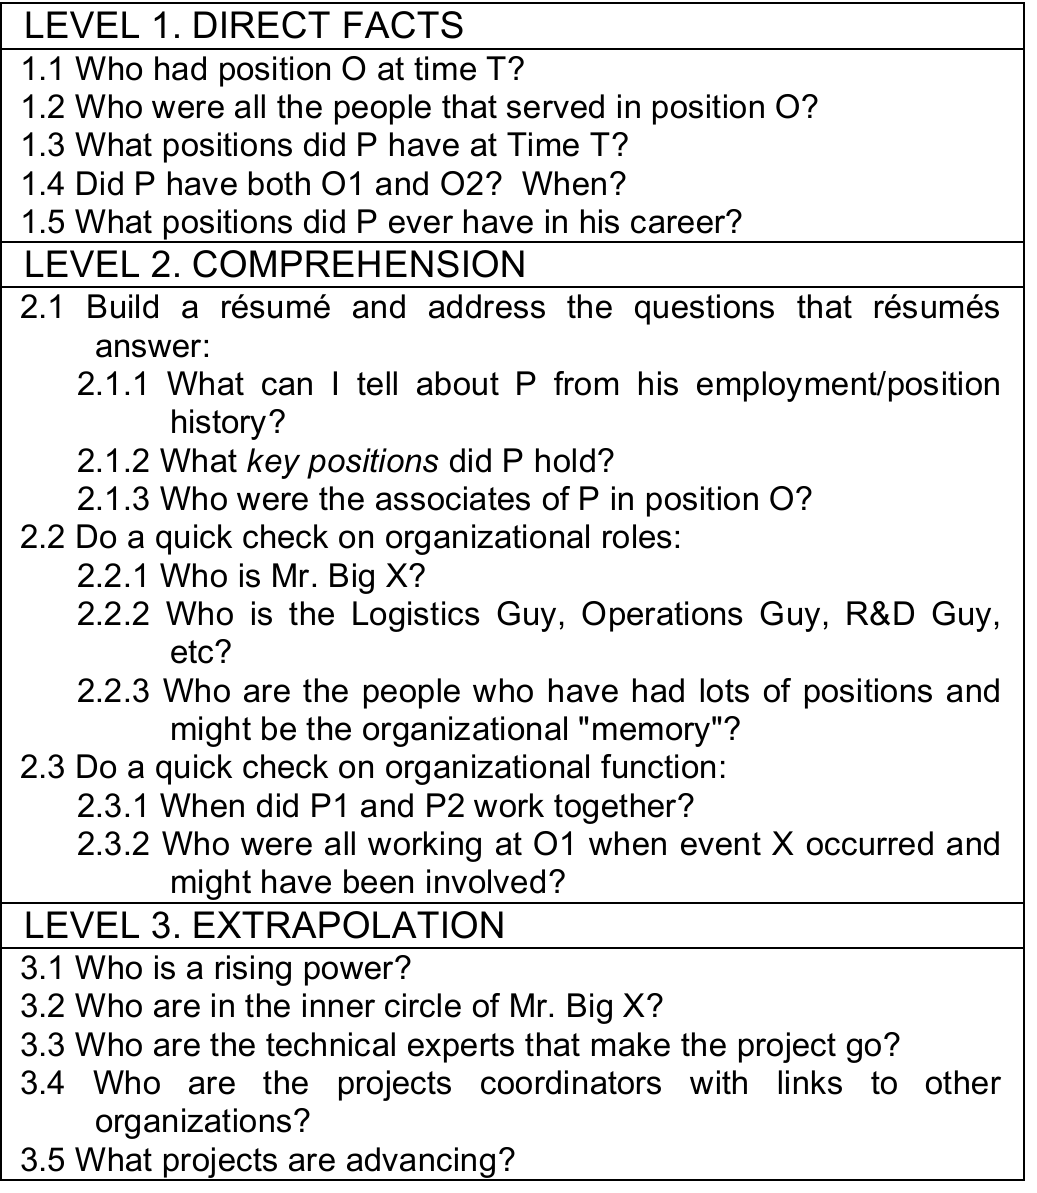 LEVEL 1. DIRECT FACTS
1.1 Who had position O at time T?
1.2 Who were all the people that served in position O?
1.3 What positions did P have at Time T?
1.4 Did P have both O1 and O2?  When?
1.5 What positions did P ever have in his career?
LEVEL 2. COMPREHENSION
2.1 Build a résumé and address the questions that résumés
answer:
2.1.1 What can I tell about P from his employment/position
history?
2.1.2 What key positions did P hold?
2.1.3 Who were the associates of P in position O?
2.2 Do a quick check on organizational roles:
2.2.1 Who is Mr. Big X?
2.2.2 Who is the Logistics Guy, Operations Guy, R&D Guy,
etc?
2.2.3 Who are the people who have had lots of positions and
might be the organizational "memory"?
2.3 Do a quick check on organizational function:
2.3.1 When did P1 and P2 work together?
2.3.2 Who were all working at O1 when event X occurred and
might have been involved?
LEVEL 3. EXTRAPOLATION
3.1 Who is a rising power?
3.2 Who are in the inner circle of Mr. Big X?
3.3 Who are the technical experts that make the project go?
3.4 Who are the projects coordinators with links to other
organizations?
3.5 What projects are advancing?